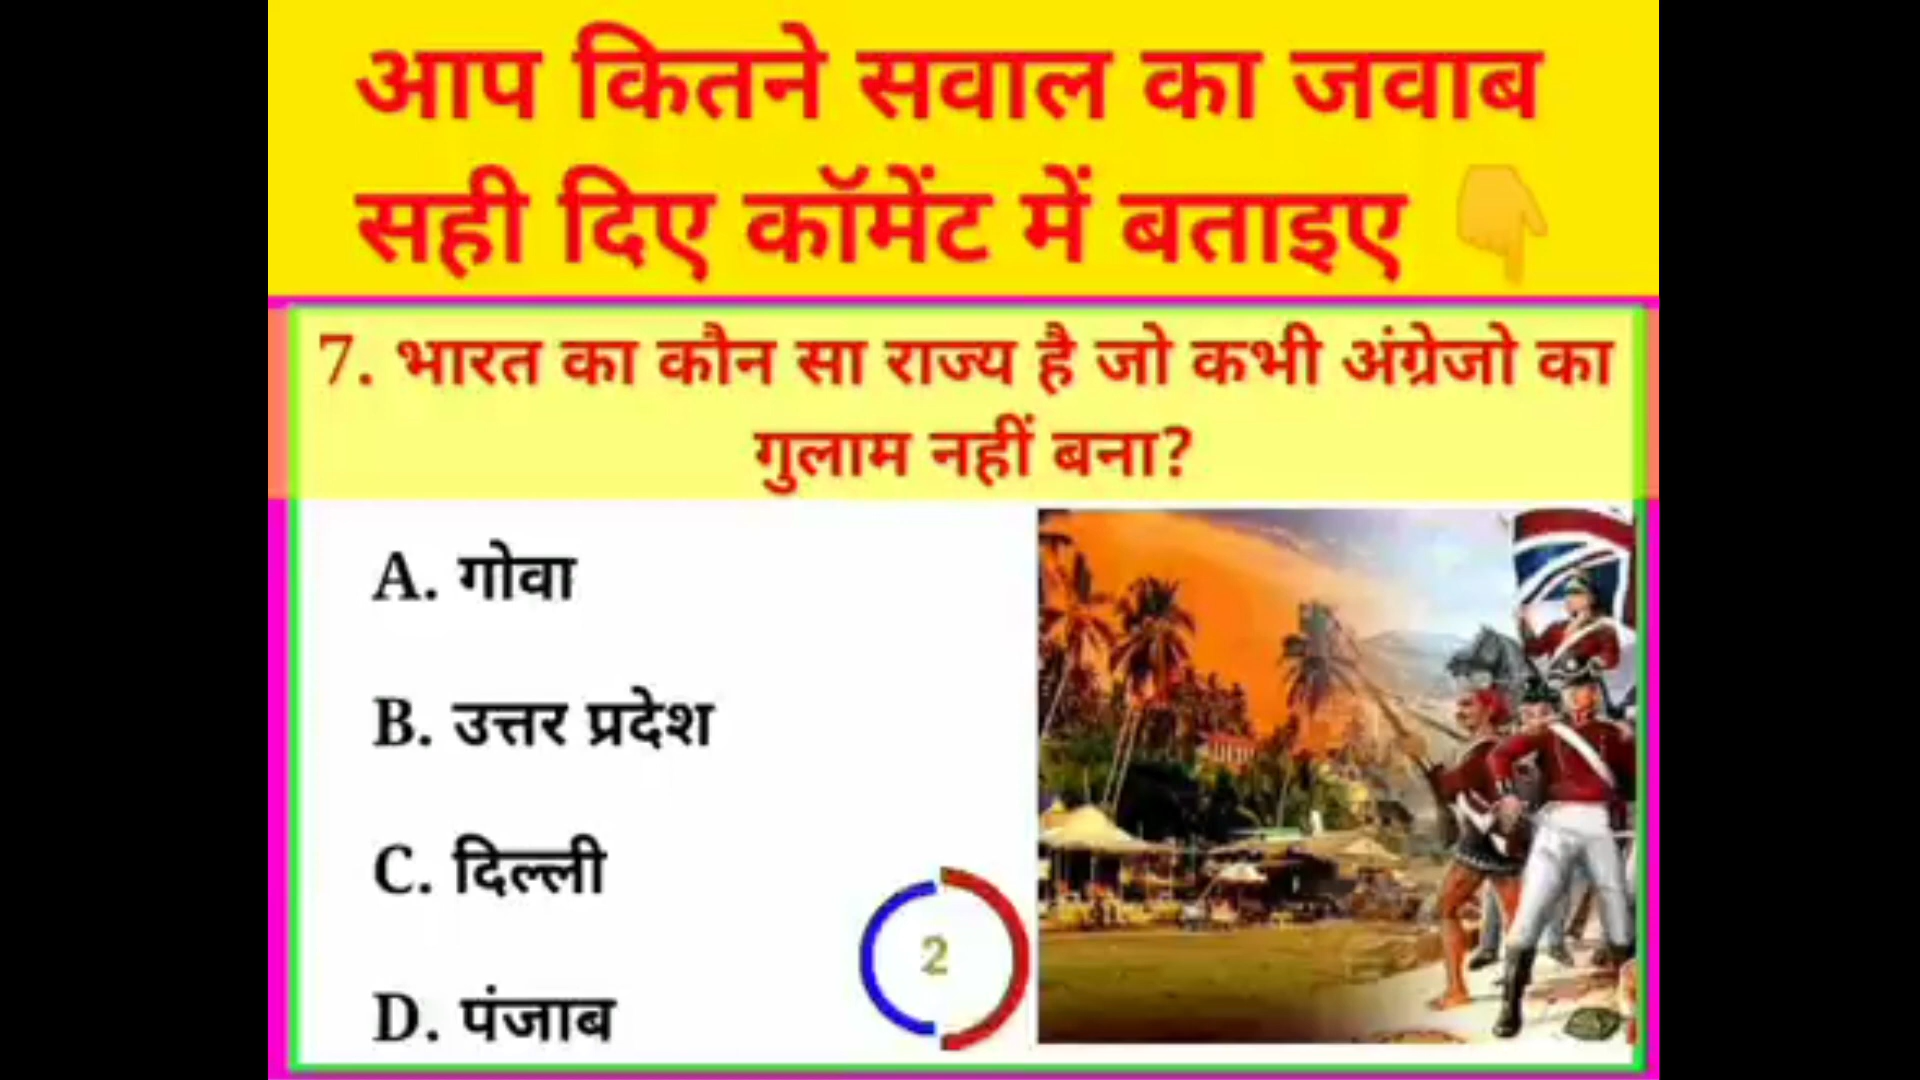 आप कितने सवाल का जवाब
सही दिए कॉमेंट में बताइए 👇
7. भारत का कौन सा राज्य है जो कभी अंग्रेजो का
गुलाम नहीं बना?
A. गोवा
B. उत्तर प्रदेश
C. दिल्ली
D. पंजाब
2